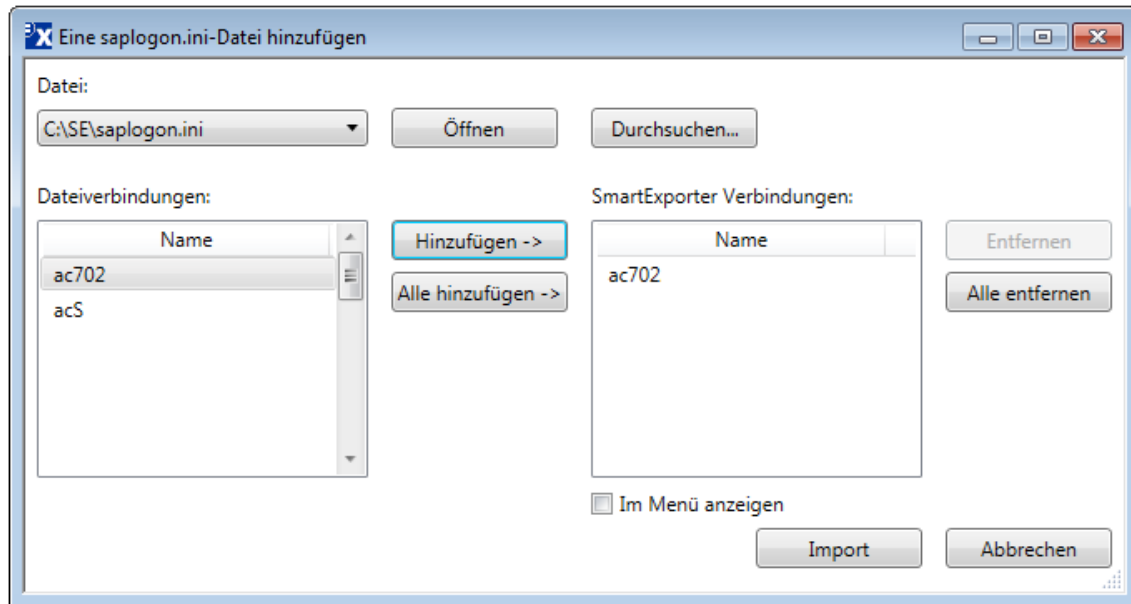 Eine saplogon.ini-Datei hinzufügen
Datei:
C:\SE\saplogon.ini
Öffnen
Durchsuchen...
Dateiverbindungen:
SmartExporter Verbindungen:
Name
Hinzufügen ->
Name
Entfernen
ac702
Alle hinzufügen ->
ac702
Alle entfernen
acS
Im Menü anzeigen
Import
Abbrechen